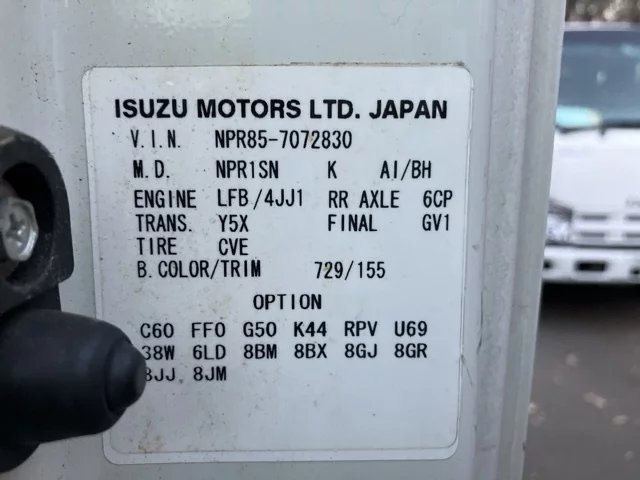 ISUZU MOTORS LTD. JAPAN
V.I.N. NPR85-7072830
M.D. NPR1SN K AI/BH
ENGINE LFB/4JJ1 RR AXLE 6CP
TRANS. Y5X FINAL GV1
TIRE CVE
B.COLOR/TRIM 729/155
OPTION
C60 FF0 G50 K44 RPV U69
6LD 8BM 8BX 8GJ 8GR
8JM